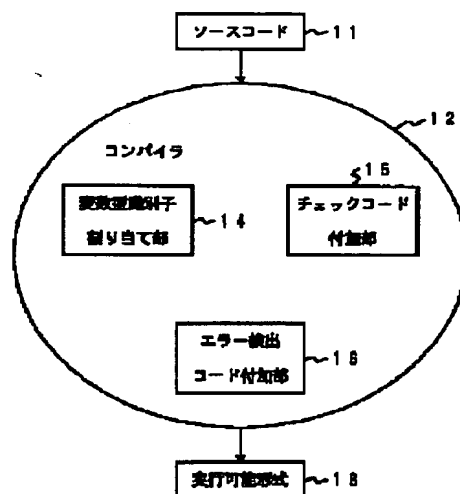 ソースコード 11
12
コンパイラ
15
変数型識別子
割り当て部 14
チェックコード
付加部
エラー検出
コード付加部 16
実行可能形式 18